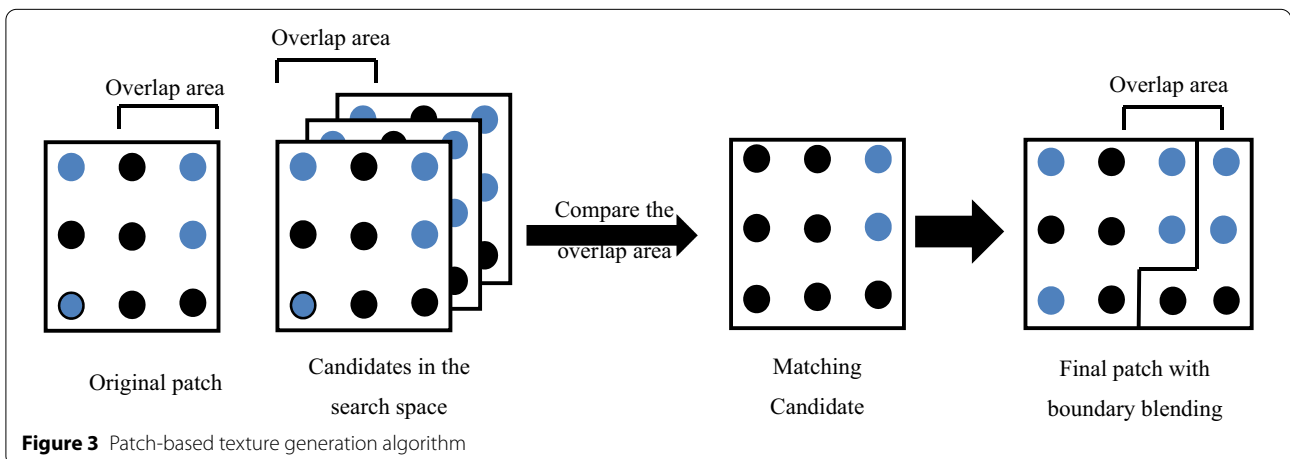 Overlap area
Overlap area
Overlap area
Compare the
overlap area
Original patch
Candidates in the
search space
Matching
Candidate
Final patch with
boundary blending
Figure 3 Patch-based texture generation algorithm